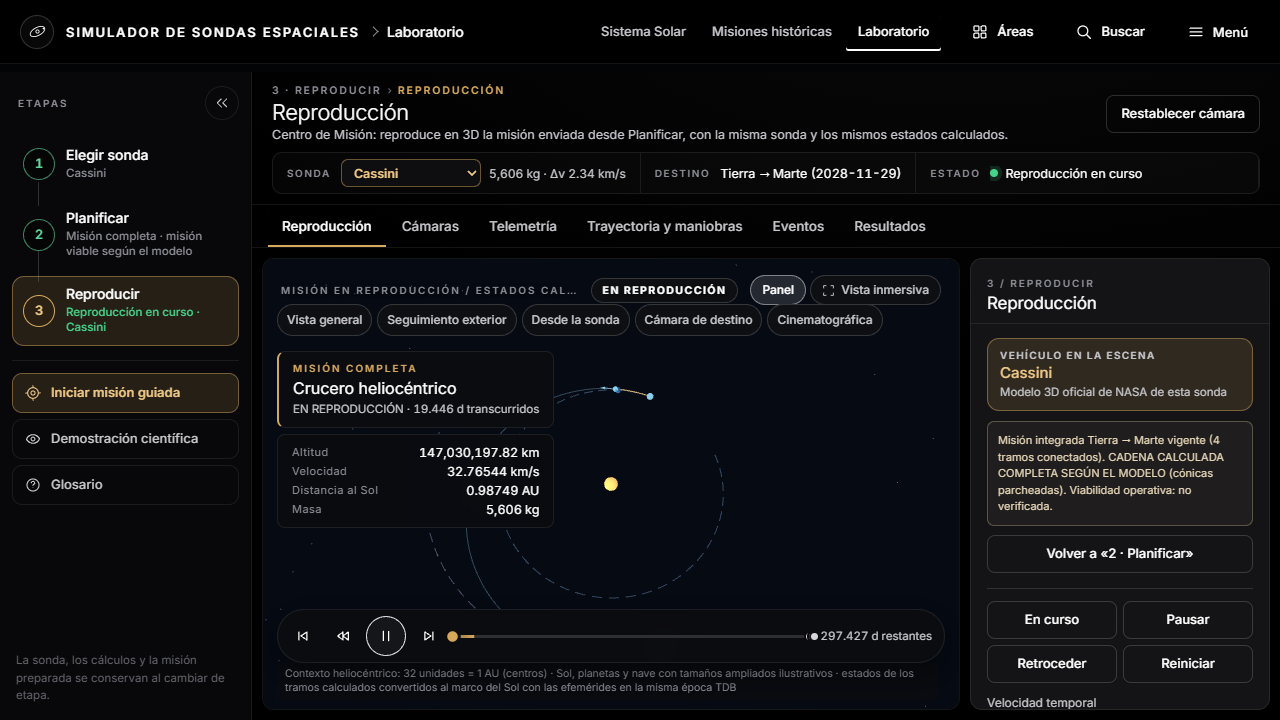 SIMULADOR DE SONDAS ESPACIALES > Laboratorio
Sistema Solar
Misiones históricas
Laboratorio
Áreas
Buscar
Menú
ETAPAS
1
Elegir sonda
Cassini
2
Planificar
Misión completa · misión
viable según el modelo
3
Reproducir
Reproducción en curso ·
Cassini
Iniciar misión guiada
Demostración científica
Glosario
La sonda, los cálculos y la misión
preparada se conservan al cambiar de
etapa.
3 · REPRODUCIR › REPRODUCCIÓN
Reproducción
Centro de Misión: reproduce en 3D la misión enviada desde Planificar, con la misma sonda y los mismos estados calculados.
Restablecer cámara
SONDA Cassini 5,606 kg · Δv 2.34 km/s
DESTINO Tierra → Marte (2028-11-29)
ESTADO Reproducción en curso
Reproducción
Cámaras
Telemetría
Trayectoria y maniobras
Eventos
Resultados
MISIÓN EN REPRODUCCIÓN / ESTADOS CAL...
EN REPRODUCCIÓN
Panel
Vista inmersiva
Vista general
Seguimiento exterior
Desde la sonda
Cámara de destino
Cinematográfica
MISIÓN COMPLETA
Crucero heliocéntrico
EN REPRODUCCIÓN · 19.446 d transcurridos
Altitud 147,030,197.82 km
Velocidad 32.76544 km/s
Distancia al Sol 0.98749 AU
Masa 5,606 kg
297.427 d restantes
Contexto heliocéntrico: 32 unidades = 1 AU (centros) · Sol, planetas y nave con tamaños ampliados ilustrativos · estados de los
tramos calculados convertidos al marco del Sol con las efemérides en la misma época TDB
3 / REPRODUCIR
Reproducción
VEHÍCULO EN LA ESCENA
Cassini
Modelo 3D oficial de NASA de esta sonda
Misión integrada Tierra → Marte vigente (4
tramos conectados). CADENA CALCULADA
COMPLETA SEGÚN EL MODELO (cónicas
parcheadas). Viabilidad operativa: no
verificada.
Volver a «2 · Planificar»
En curso
Pausar
Retroceder
Reiniciar
Velocidad temporal